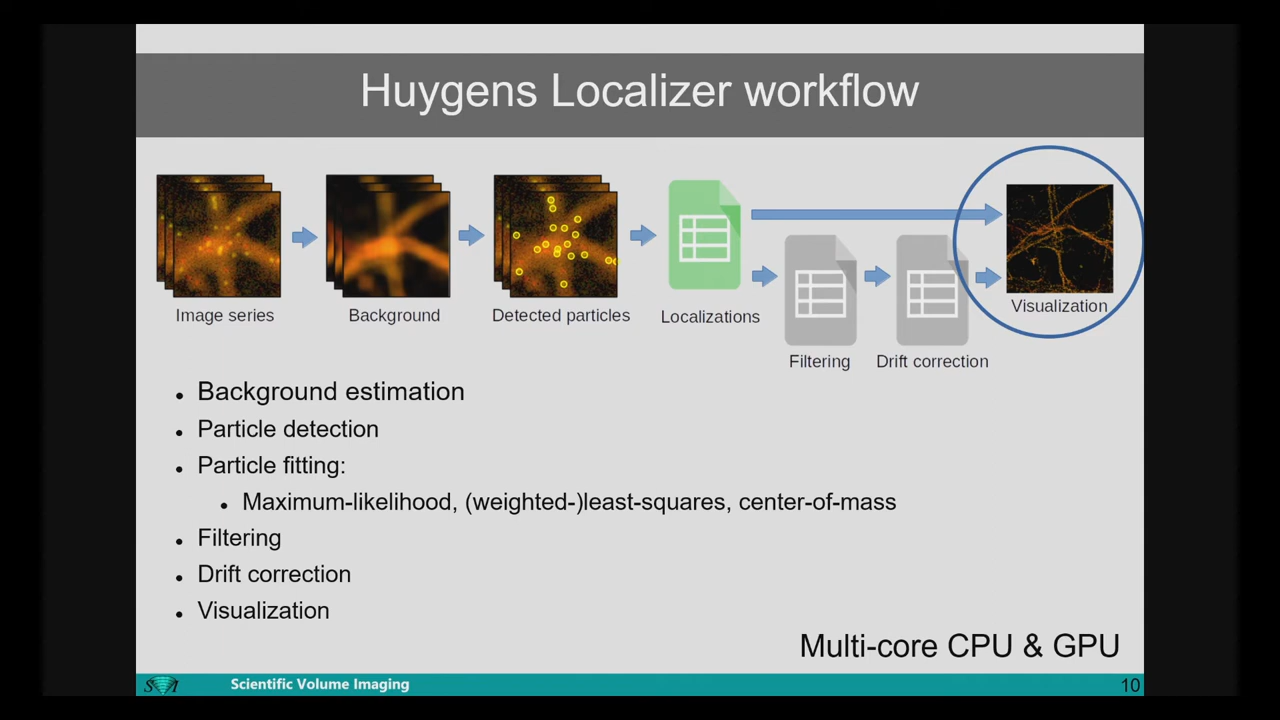 Huygens Localizer workflow
Image series
Background
Detected particles
Localizations
Filtering
Drift correction
Visualization
Background estimation
Particle detection
Particle fitting:
Maximum-likelihood, (weighted-)least-squares, center-of-mass
Filtering
Drift correction
Visualization
Multi-core CPU & GPU
SVI
Scientific Volume Imaging
10